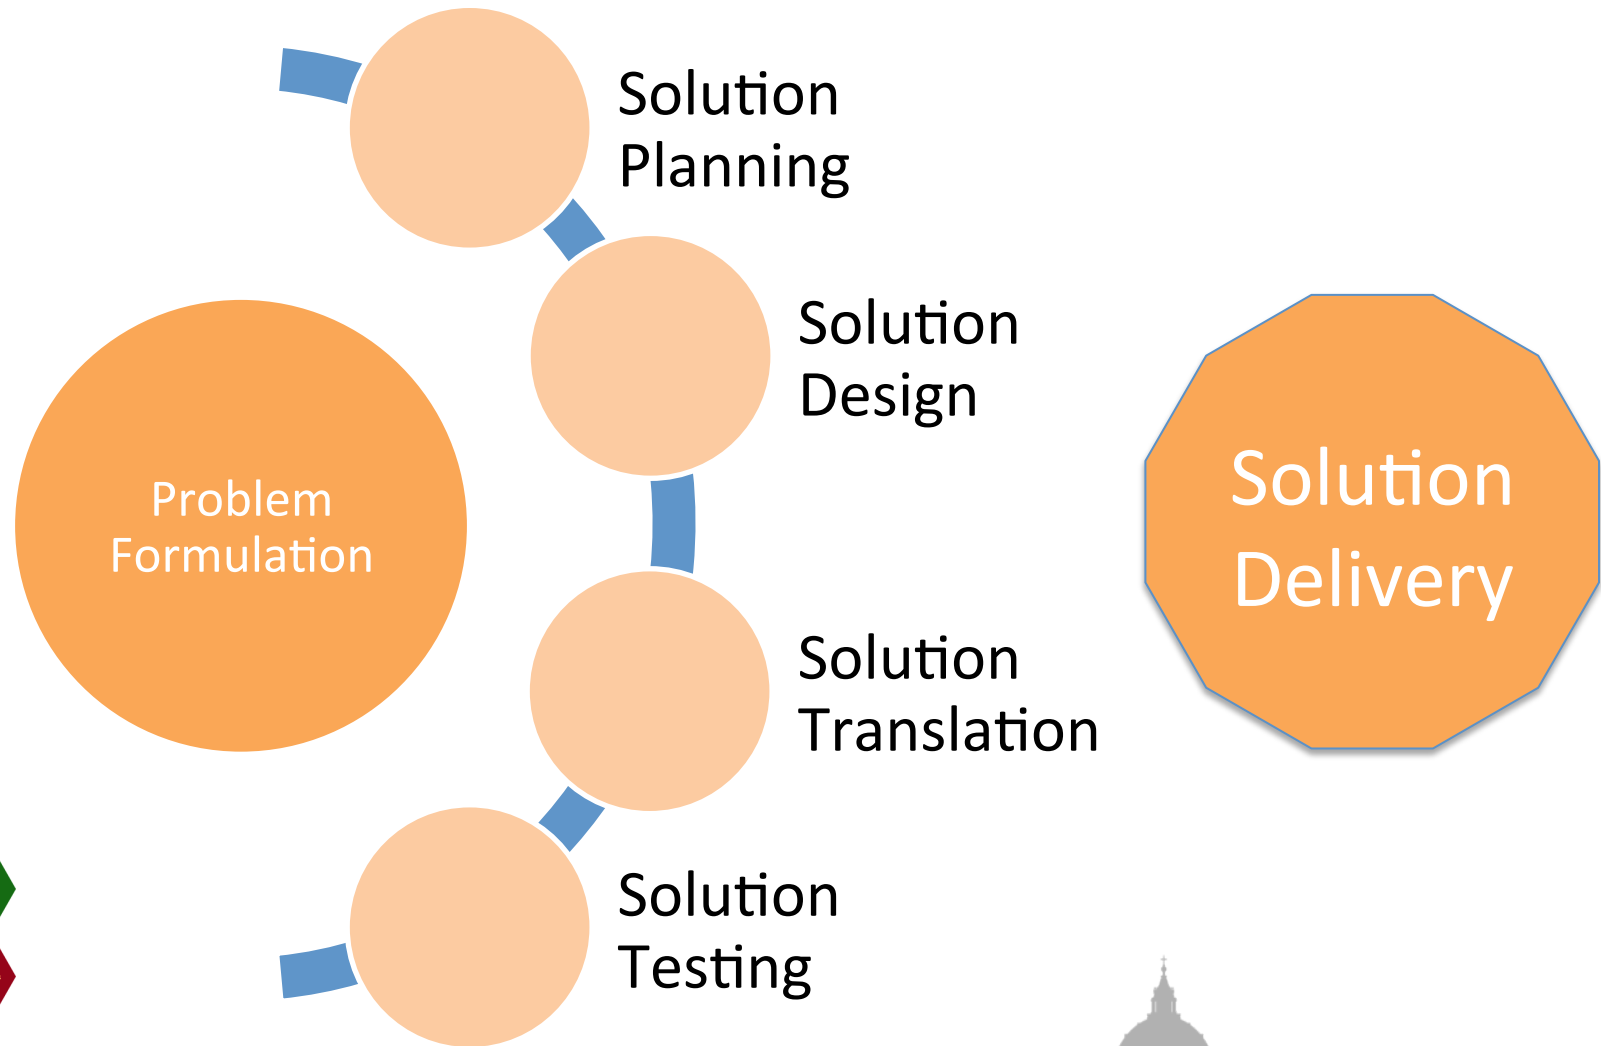 Solution
Planning
Solution
Design
Problem
Formulation
Solution
Delivery
Solution
Translation
Solution
Testing